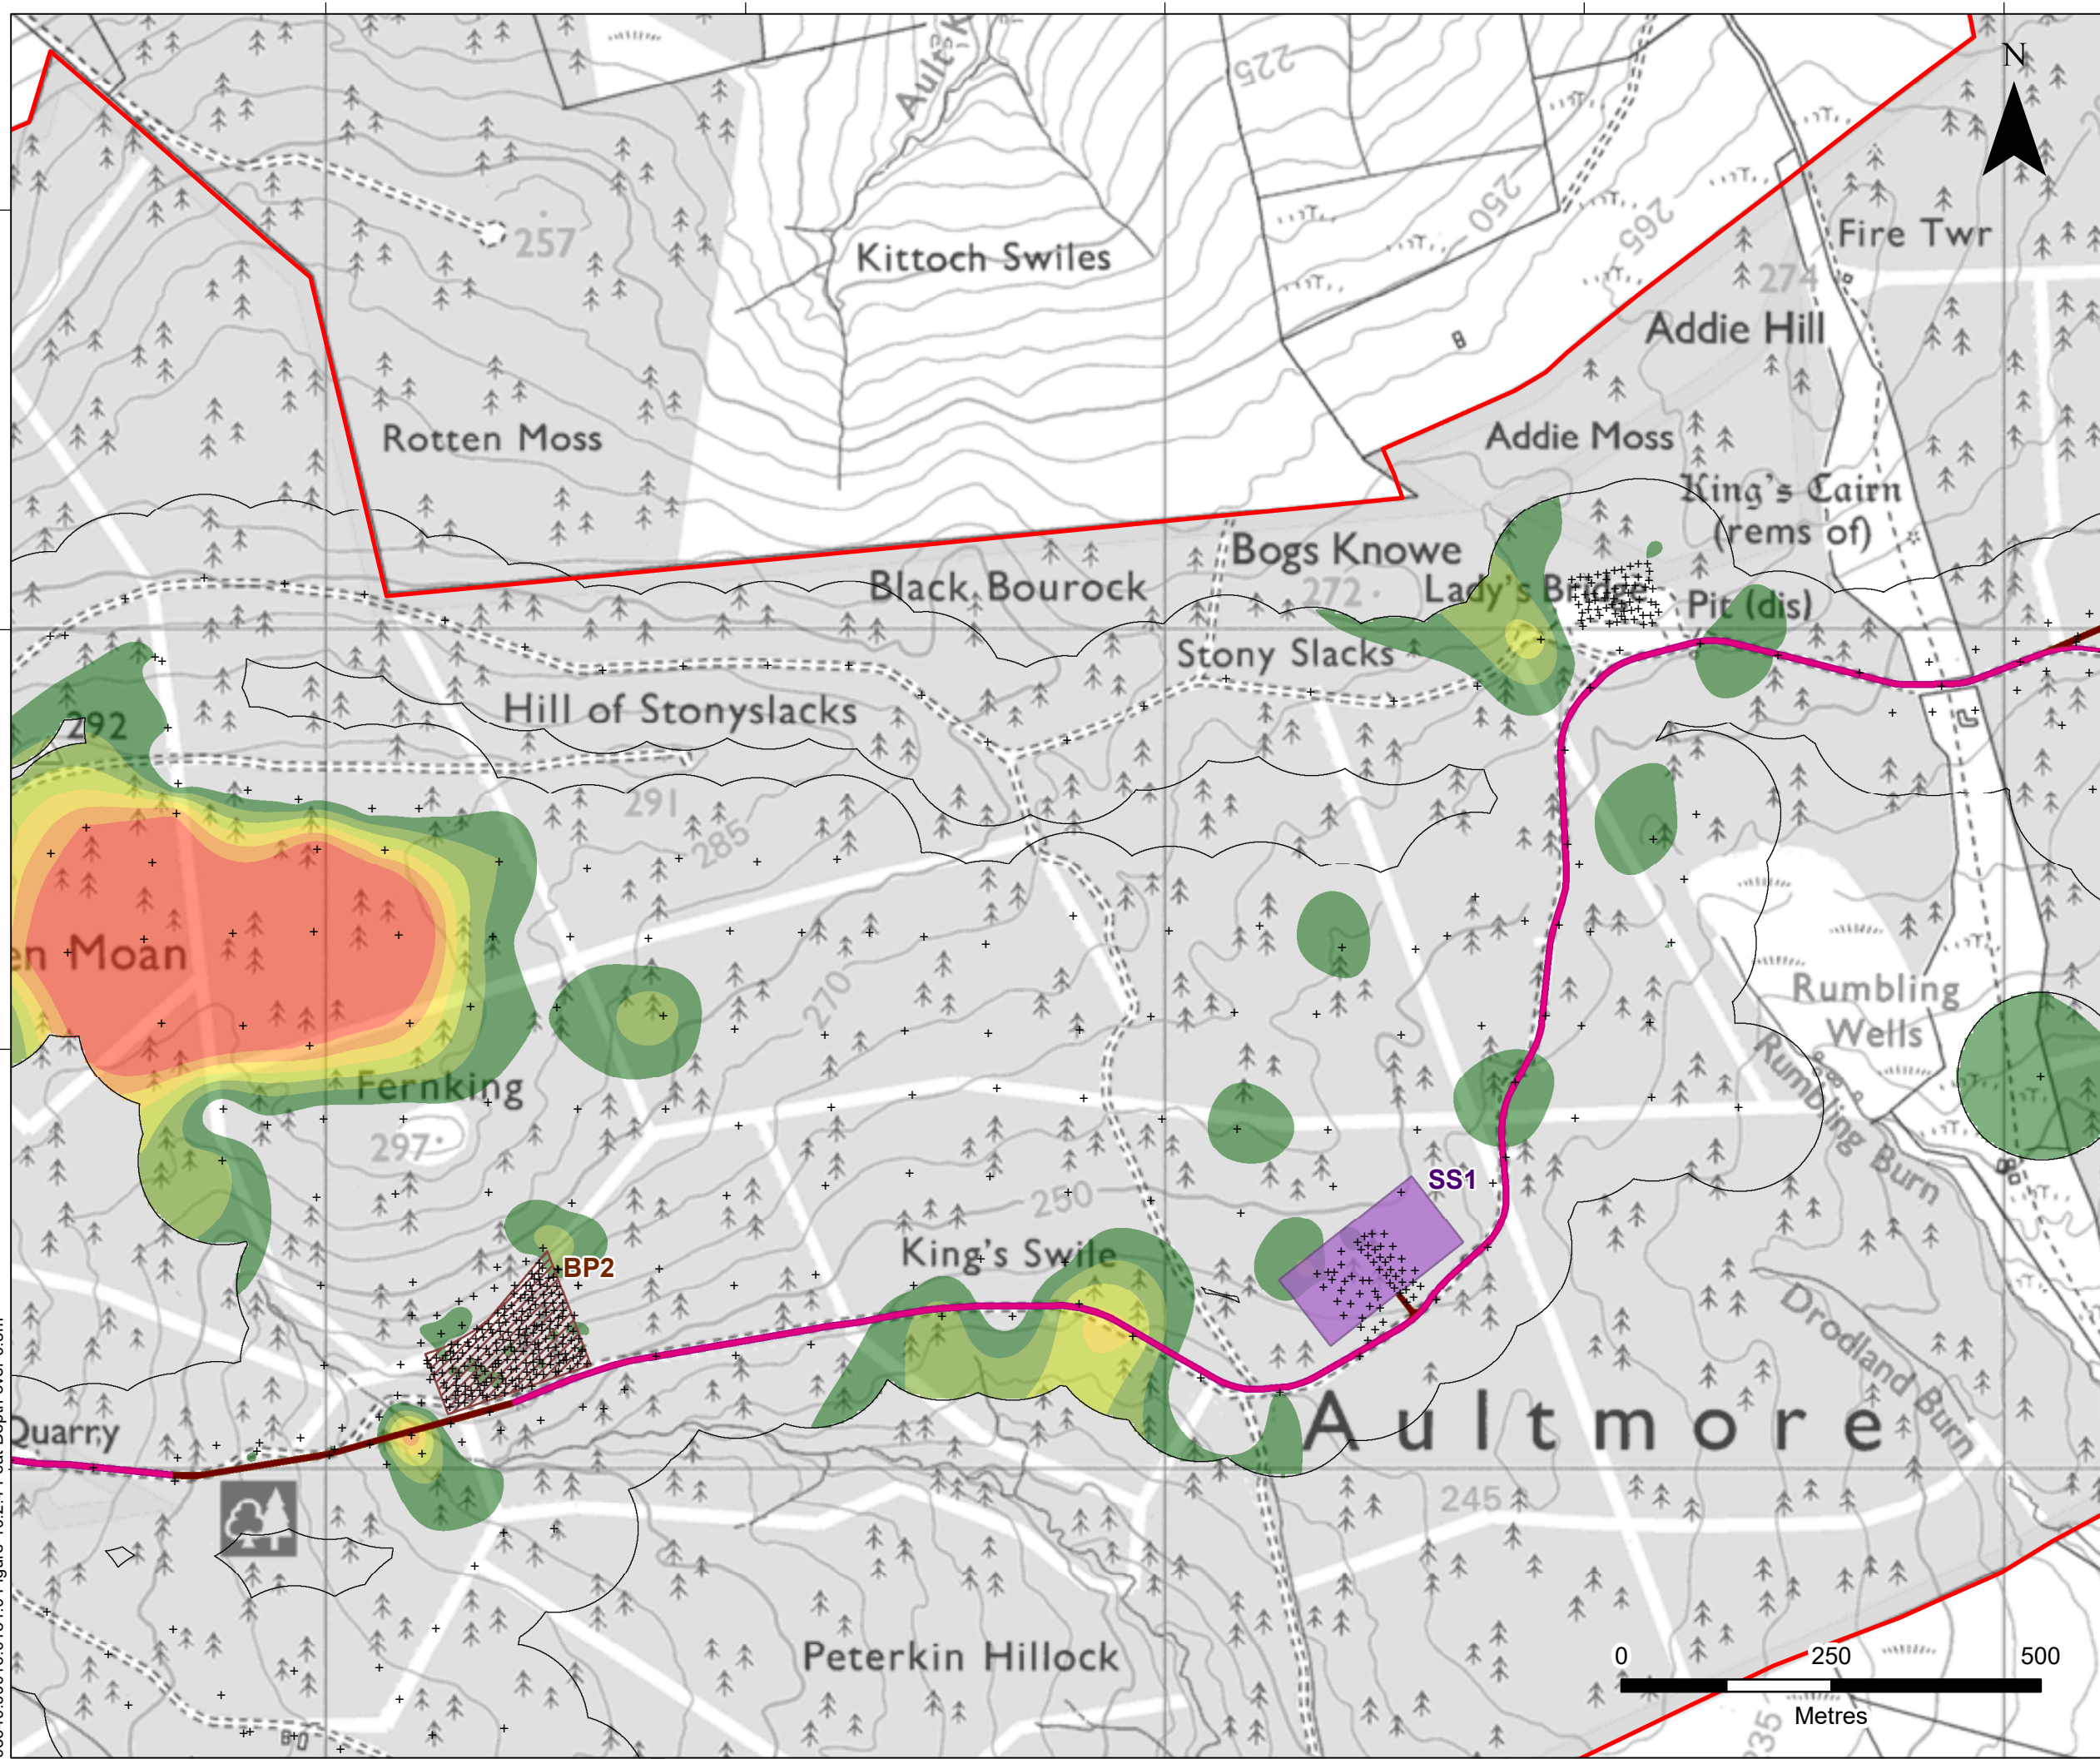 N
Ault
225
257
Kittoch Swiles
250
265
Fire Twr
274
Addie Hill
Rotten Moss
Addie Moss
King's Cairn
(rems of)
Bogs Knowe
Black Bourock
272
Lady's Bridge
Pit (dis)
Stony Slacks
292
Hill of Stonyslacks
291
285
en Moan
270
Rumbling
Wells
Fernking
297
Rumbling Burn
SS1
250
King's Swile
BP2
Drodland Burn
Quarry
Aultmore
245
Peterkin Hillock
0 250 500
Metres
235